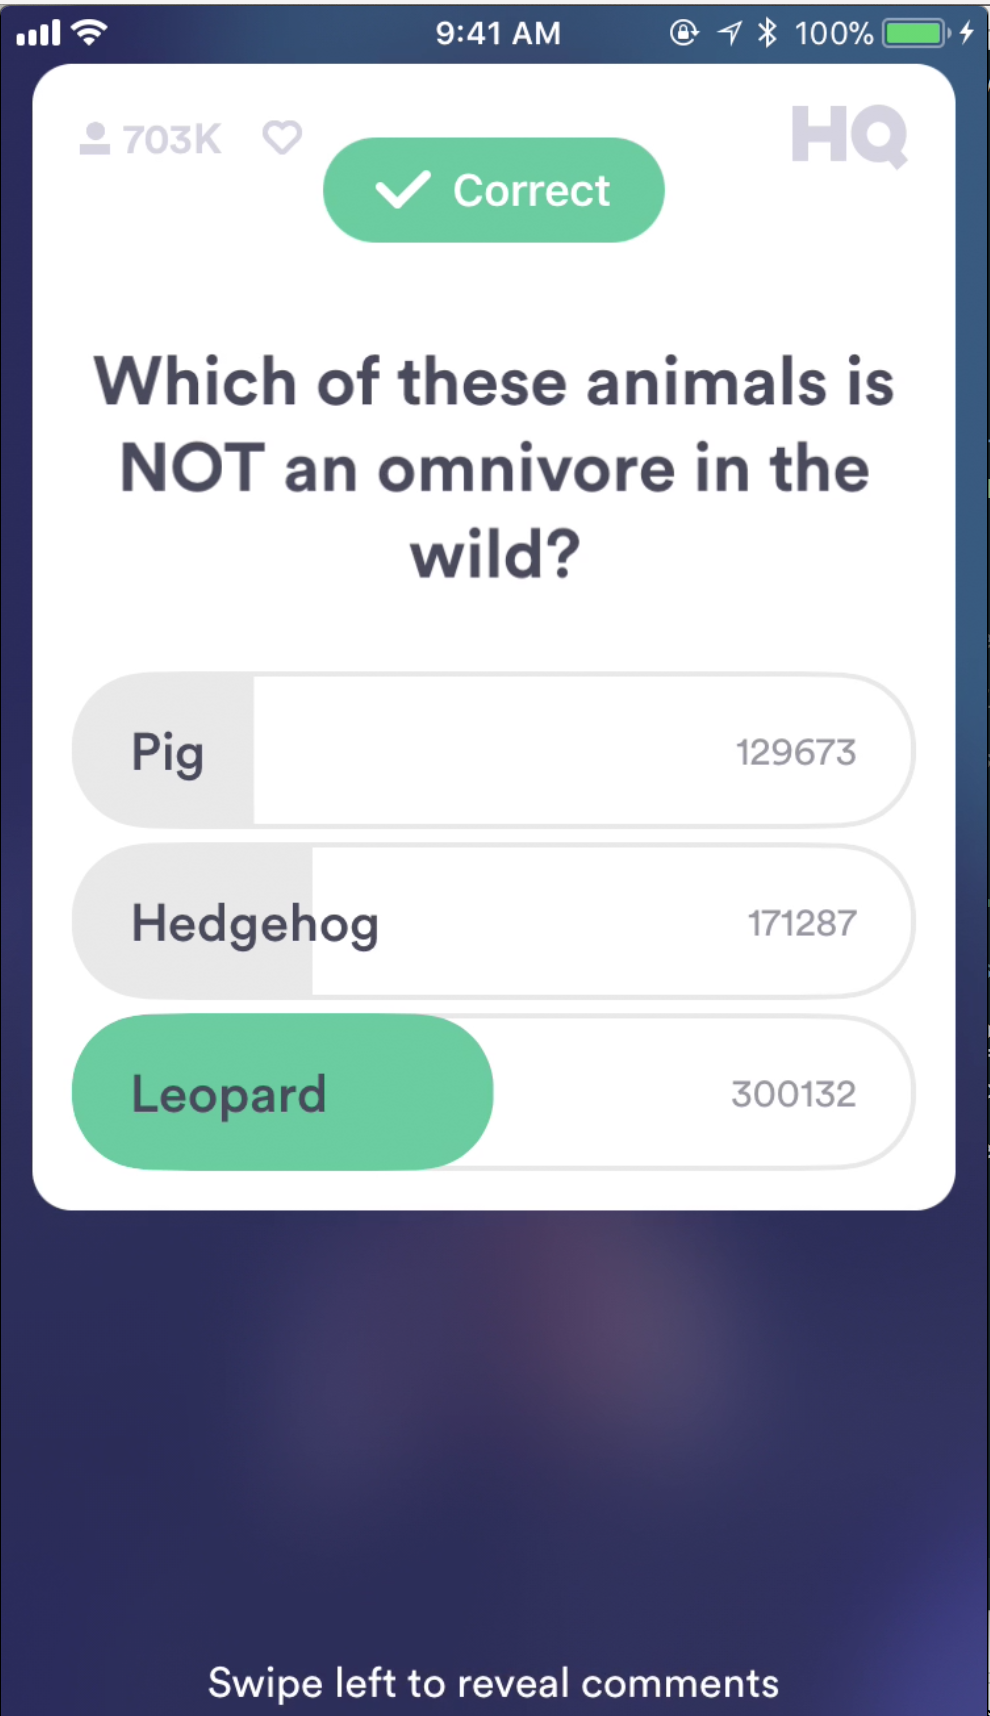 9:41 AM 100%
703K HQ
Correct
Which of these animals is
NOT an omnivore in the
wild?
Pig 129673
Hedgehog 171287
Leopard 300132
Swipe left to reveal comments